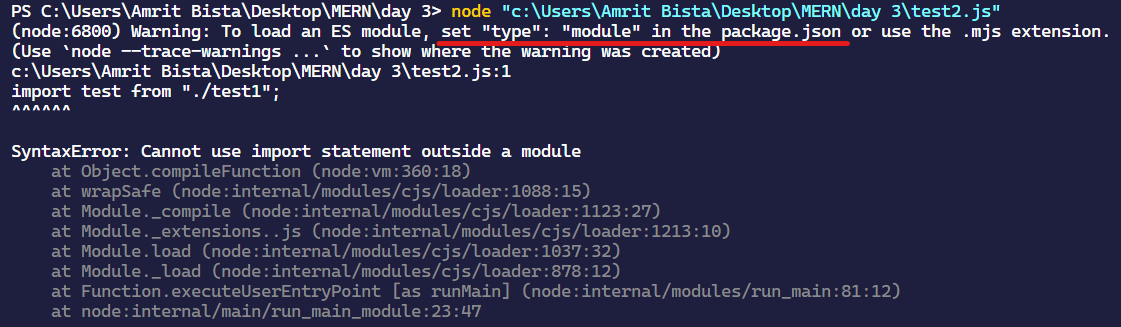 PS C:\Users\Amrit Bista\Desktop\MERN\day 3> node "c:\Users\Amrit Bista\Desktop\MERN\day 3\test2.js"
(node:6800) Warning: To load an ES module, set "type": "module" in the package.json or use the .mjs extension.
(Use `node --trace-warnings ...` to show where the warning was created)
c:\Users\Amrit Bista\Desktop\MERN\day 3\test2.js:1
import test from "./test1";
^^^^^^
SyntaxError: Cannot use import statement outside a module
    at Object.compileFunction (node:vm:360:18)
    at wrapSafe (node:internal/modules/cjs/loader:1088:15)
    at Module._compile (node:internal/modules/cjs/loader:1123:27)
    at Module._extensions..js (node:internal/modules/cjs/loader:1213:10)
    at Module.load (node:internal/modules/cjs/loader:1037:32)
    at Module._load (node:internal/modules/cjs/loader:878:12)
    at Function.executeUserEntryPoint [as runMain] (node:internal/modules/run_main:81:12)
    at node:internal/main/run_main_module:23:47